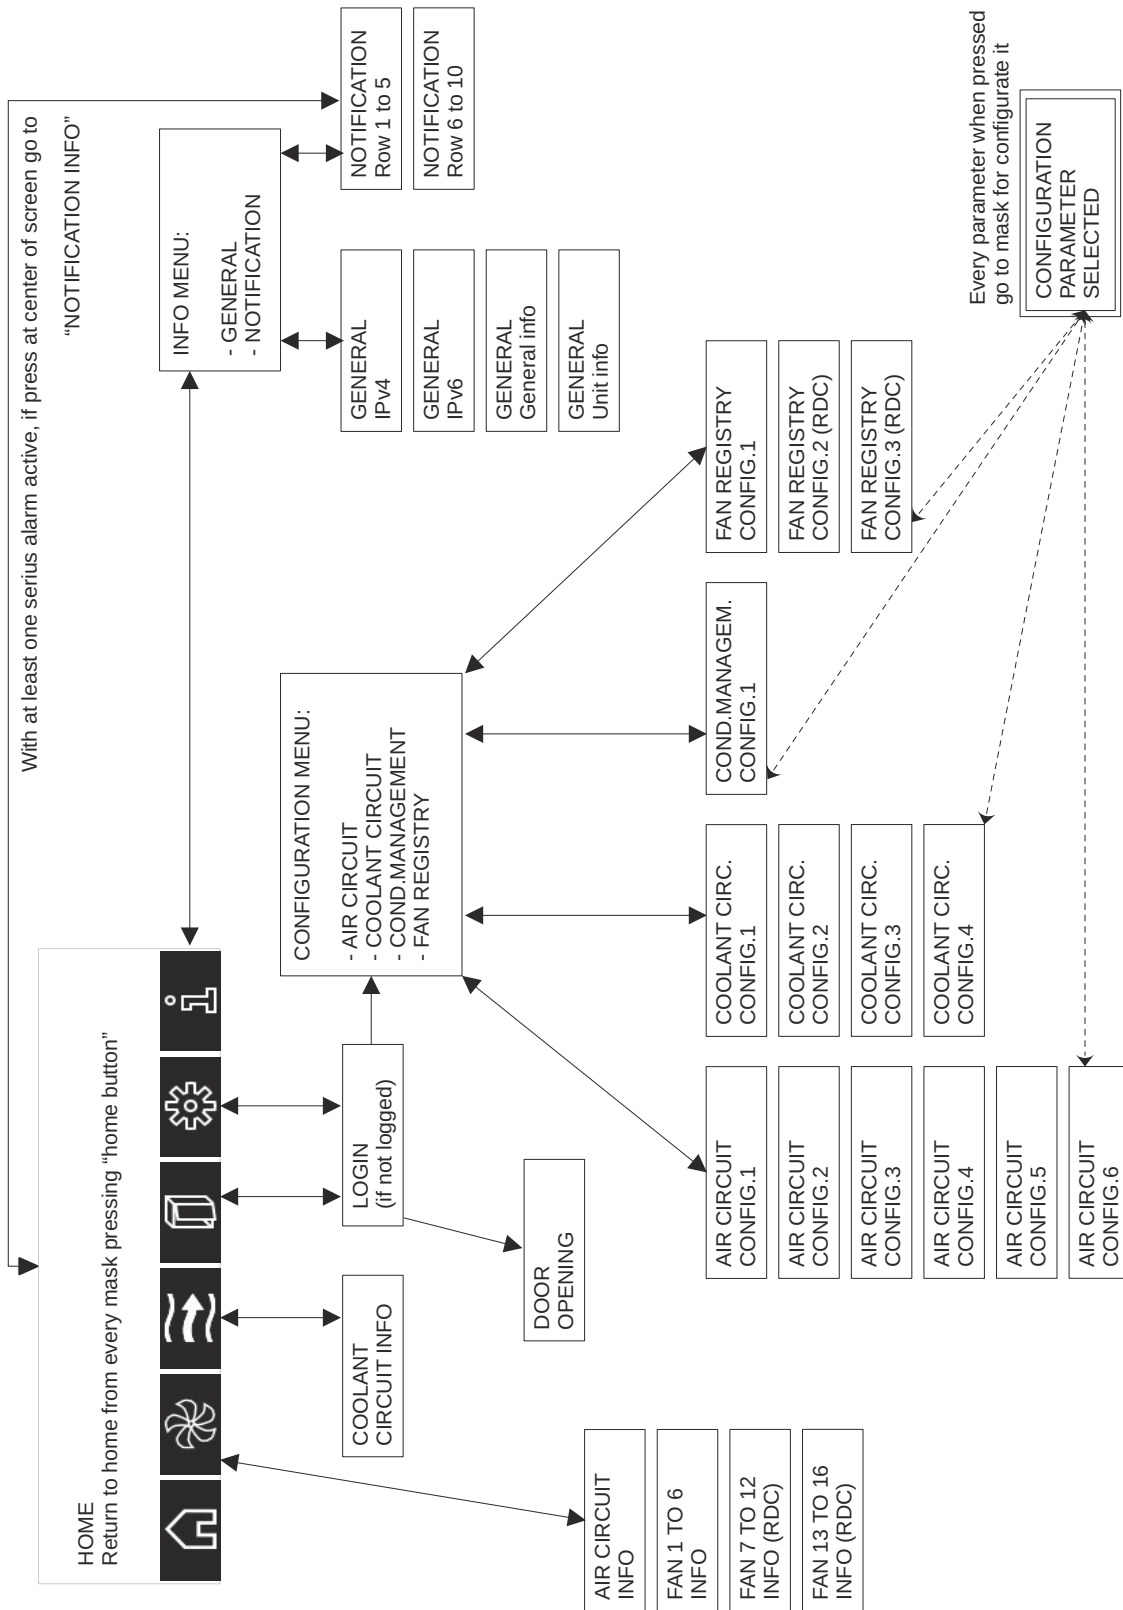 With at least one serius alarm active, if press at center of screen go to
“NOTIFICATION INFO”
HOME
Return to home from every mask pressing “home button”
INFO MENU:
- GENERAL
- NOTIFICATION
NOTIFICATION
Row 1 to 5
NOTIFICATION
Row 6 to 10
GENERAL
IPv4
GENERAL
IPv6
GENERAL
General info
GENERAL
Unit info
CONFIGURATION MENU:
- AIR CIRCUIT
- COOLANT CIRCUIT
- COND.MANAGEMENT
- FAN REGISTRY
LOGIN
(if not logged)
COOLANT
CIRCUIT INFO
DOOR
OPENING
AIR CIRCUIT
INFO
FAN 1 TO 6
INFO
FAN 7 TO 12
INFO (RDC)
FAN 13 TO 16
INFO (RDC)
AIR CIRCUIT
CONFIG.1
AIR CIRCUIT
CONFIG.2
AIR CIRCUIT
CONFIG.3
AIR CIRCUIT
CONFIG.4
AIR CIRCUIT
CONFIG.5
AIR CIRCUIT
CONFIG.6
COOLANT CIRC.
CONFIG.1
COOLANT CIRC.
CONFIG.2
COOLANT CIRC.
CONFIG.3
COOLANT CIRC.
CONFIG.4
COND.MANAGEM.
CONFIG.1
FAN REGISTRY
CONFIG.1
FAN REGISTRY
CONFIG.2 (RDC)
FAN REGISTRY
CONFIG.3 (RDC)
Every parameter when pressed
go to mask for configurate it
CONFIGURATION
PARAMETER
SELECTED